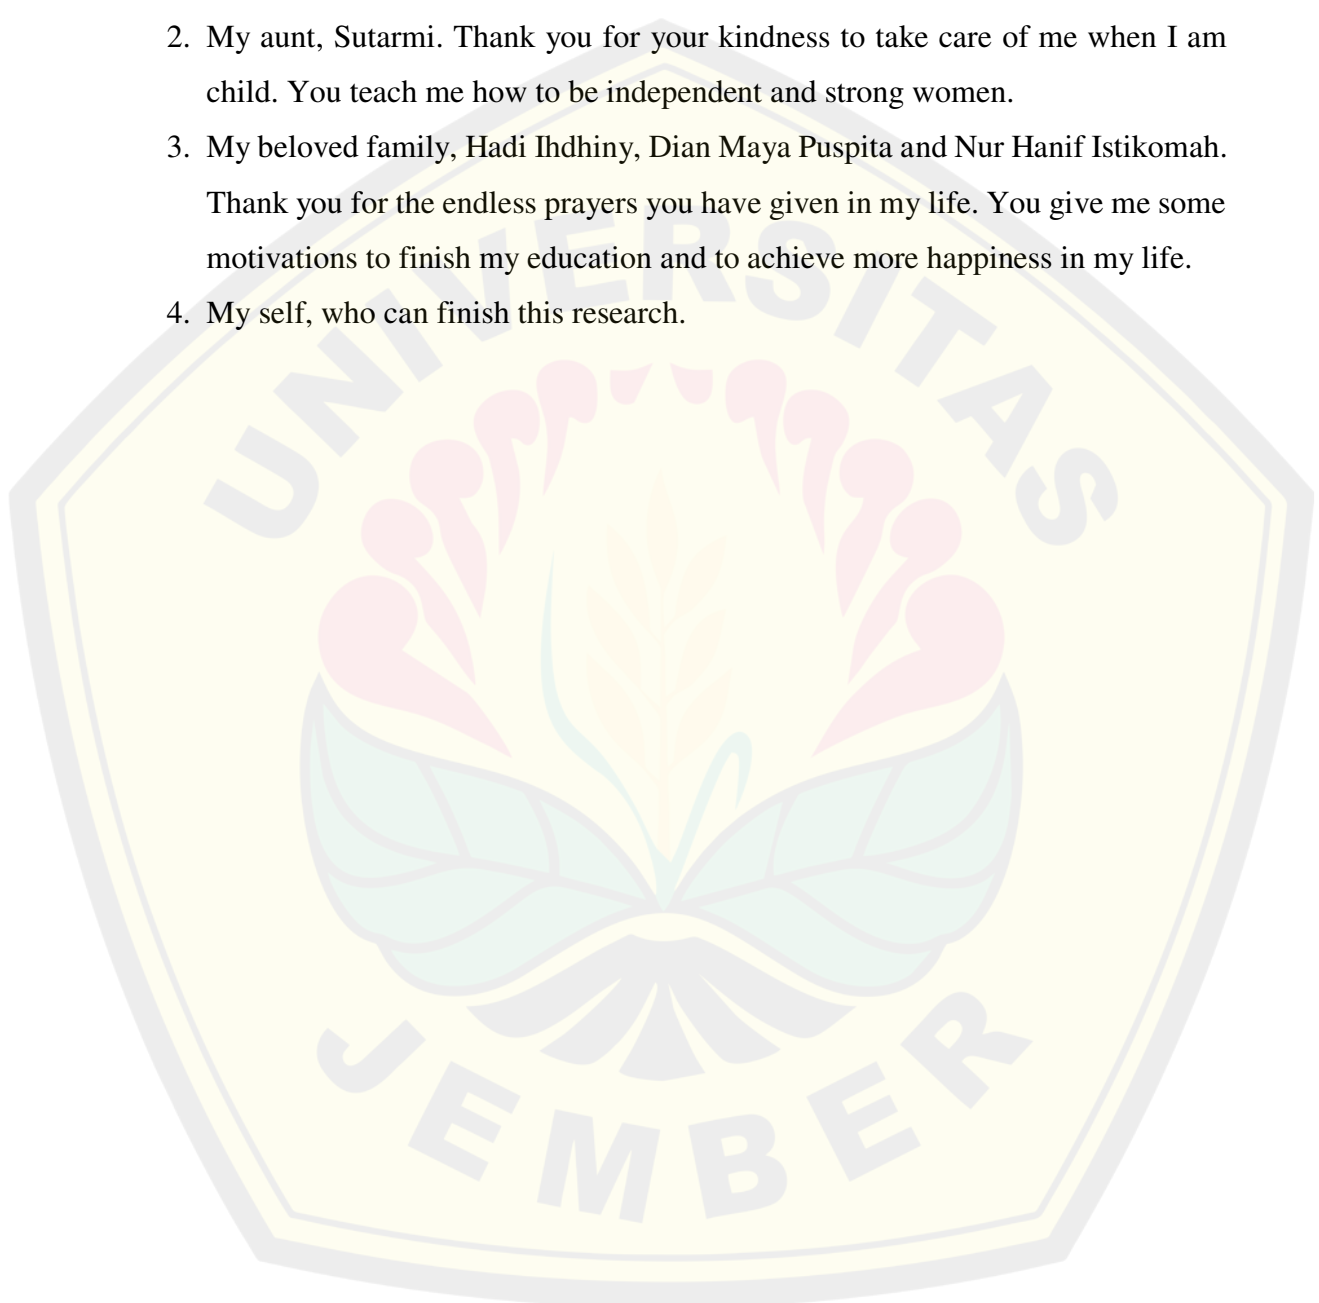 2. My aunt, Sutarmi. Thank you for your kindness to take care of me when I am
child. You teach me how to be independent and strong women.
3. My beloved family, Hadi Ihdhiny, Dian Maya Puspita and Nur Hanif Istikomah.
Thank you for the endless prayers you have given in my life. You give me some
motivations to finish my education and to achieve more happiness in my life.
4. My self, who can finish this research.
UNIVERSITAS
JEMBER